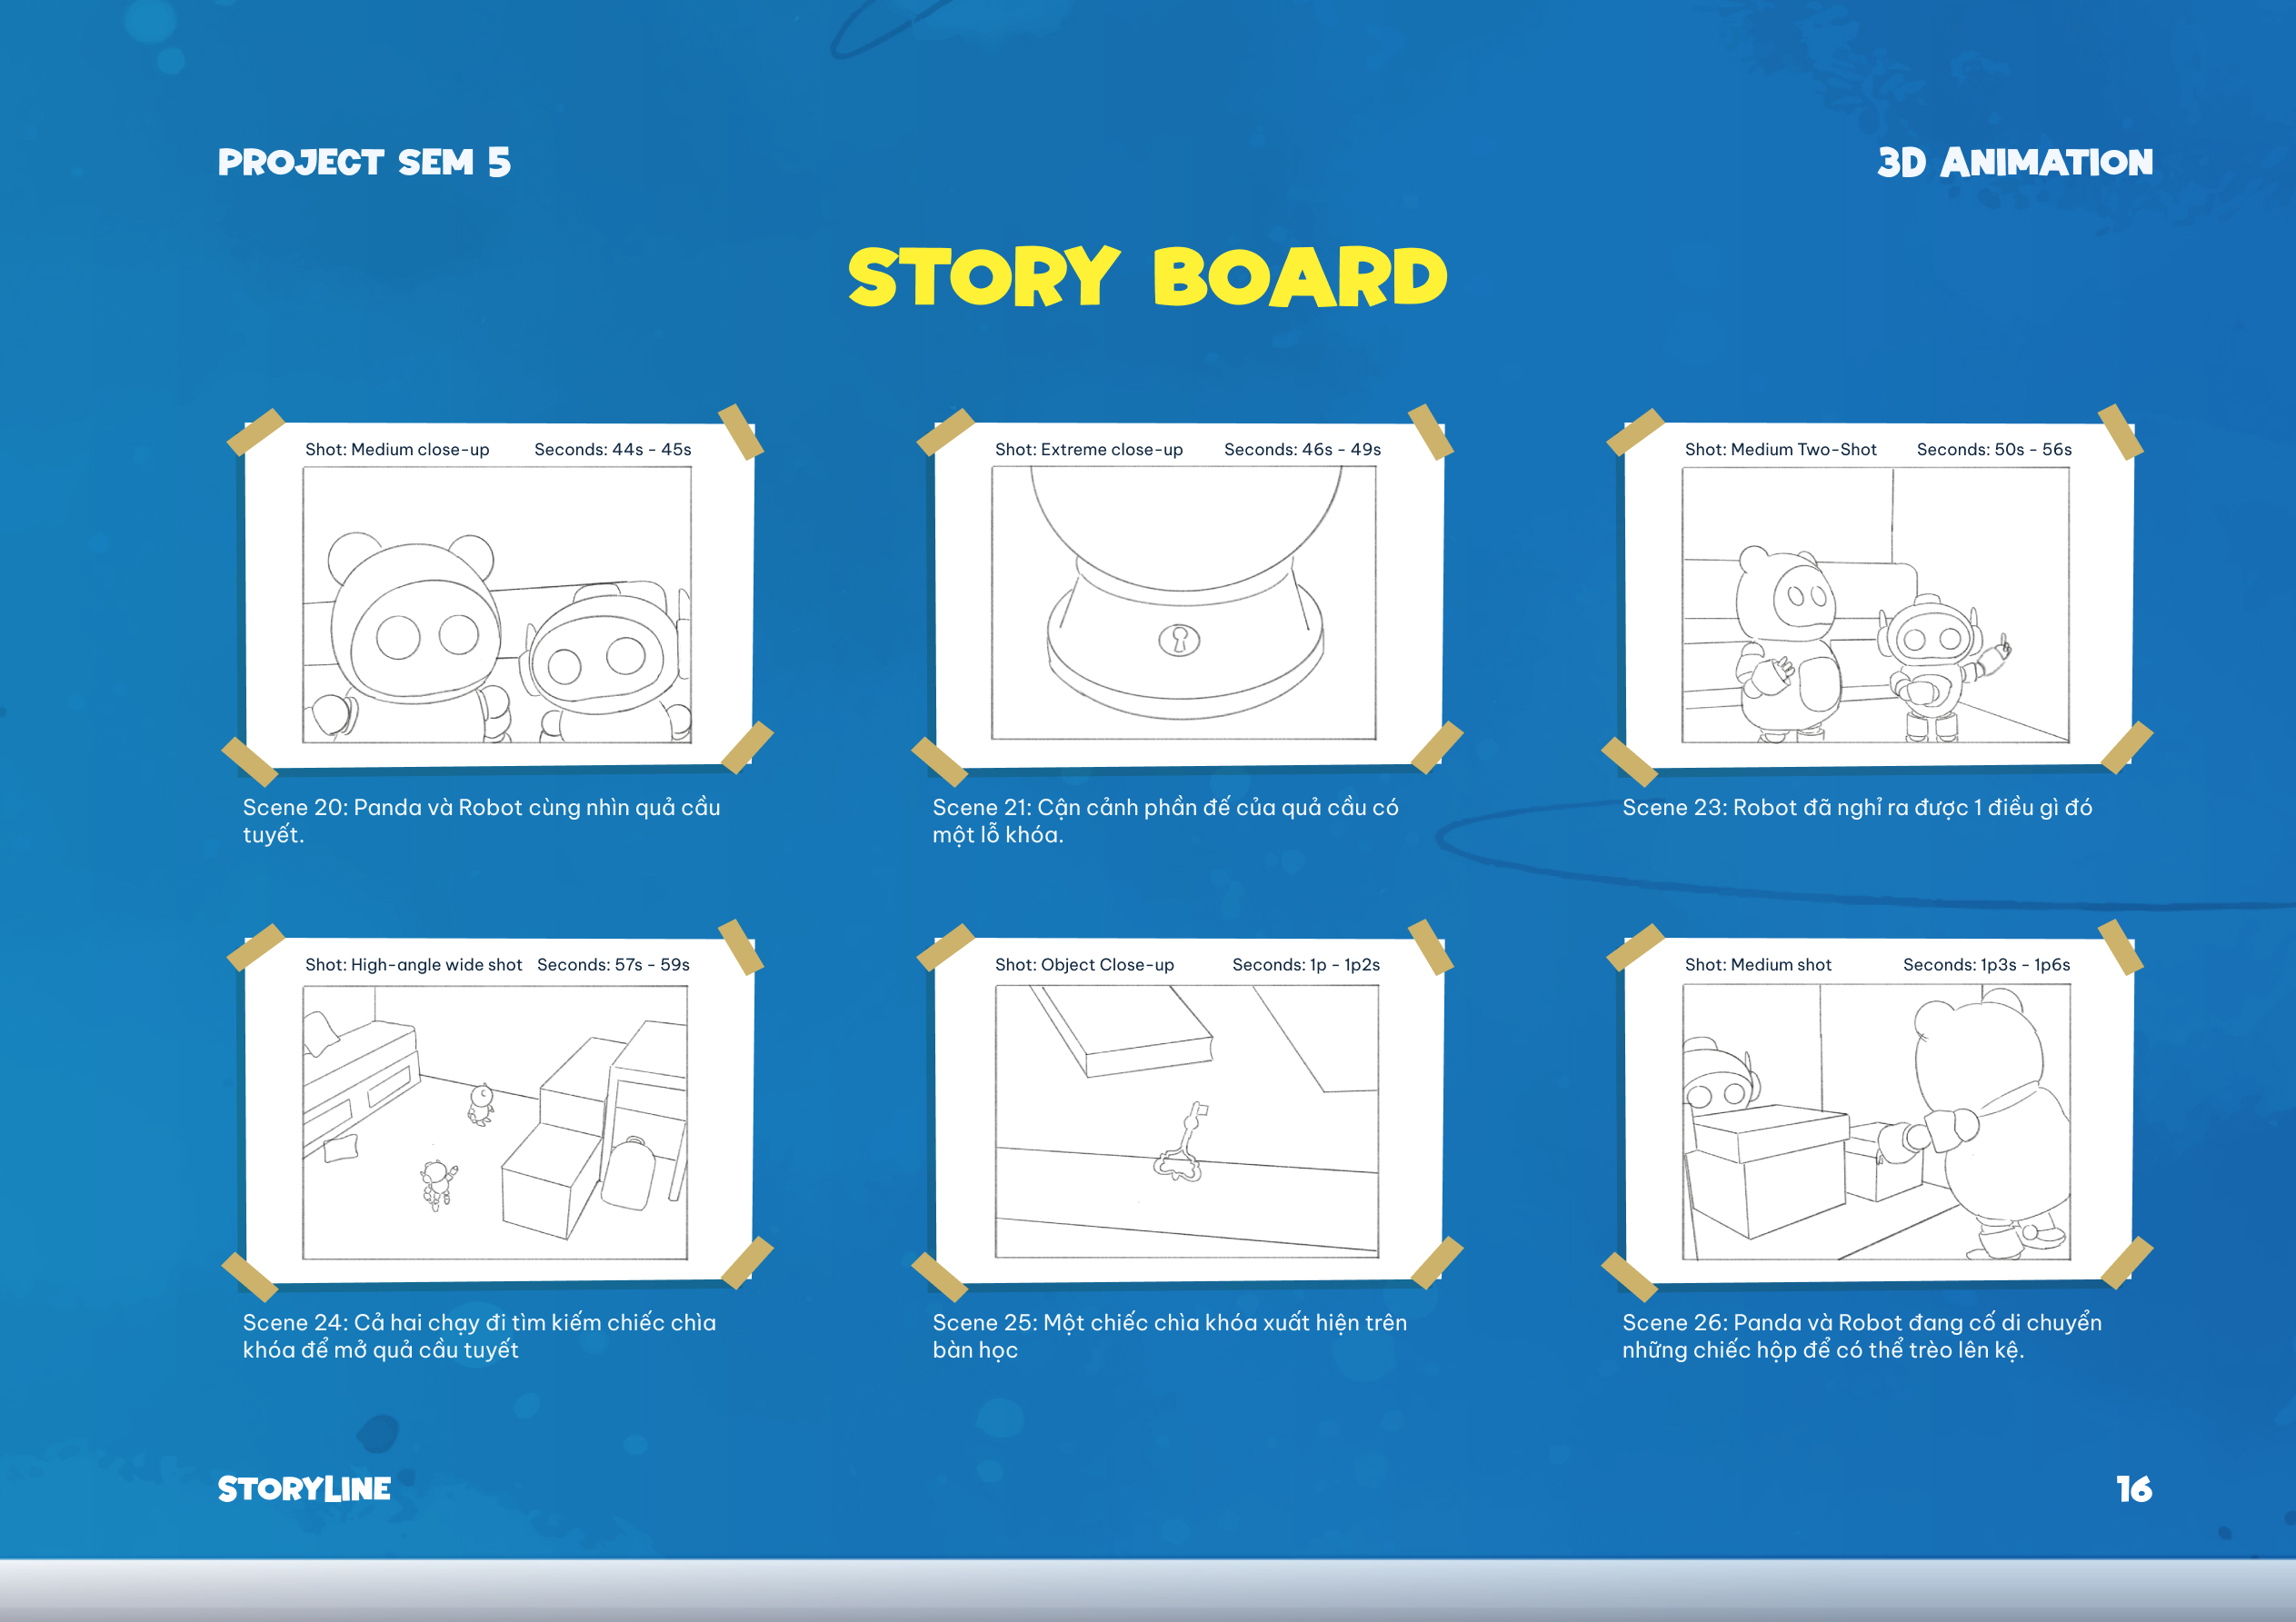 PROJECT SEM 5
3D ANIMATION
STORY BOARD
Shot: Medium close-up Seconds: 44s - 45s
Scene 20: Panda và Robot cùng nhìn quả cầu
tuyết.
Shot: Extreme close-up Seconds: 46s - 49s
Scene 21: Cận cảnh phần đế của quả cầu có
một lỗ khóa.
Shot: Medium Two-Shot Seconds: 50s - 56s
Scene 23: Robot đã nghỉ ra được 1 điều gì đó
Shot: High-angle wide shot Seconds: 57s - 59s
Scene 24: Cả hai chạy đi tìm kiếm chiếc chìa
khóa để mở quả cầu tuyết
Shot: Object Close-up Seconds: 1p - 1p2s
Scene 25: Một chiếc chìa khóa xuất hiện trên
bàn học
Shot: Medium shot Seconds: 1p3s - 1p6s
Scene 26: Panda và Robot đang cố di chuyển
những chiếc hộp để có thể trèo lên kệ.
STORYLINE
16